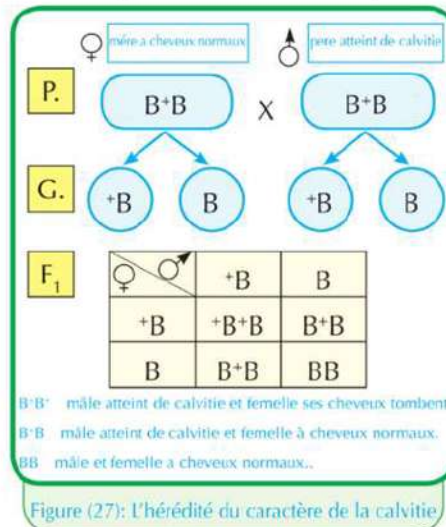 mére a cheveux normaux
pere atteint de calvitie
P. B⁺B X B⁺B
G. ⁺B B ⁺B B
F₁ ⁺B B
⁺B ⁺B⁺B B⁺B
B B⁺B BB
B⁺B⁺ mâle atteint de calvitie et femelle ses cheveux tombent
B⁺B mâle atteint de calvitie et femelle à cheveux normaux.
BB mâle et femelle a cheveux normaux..
Figure (27): L'hérédité du caractère de la calvitie